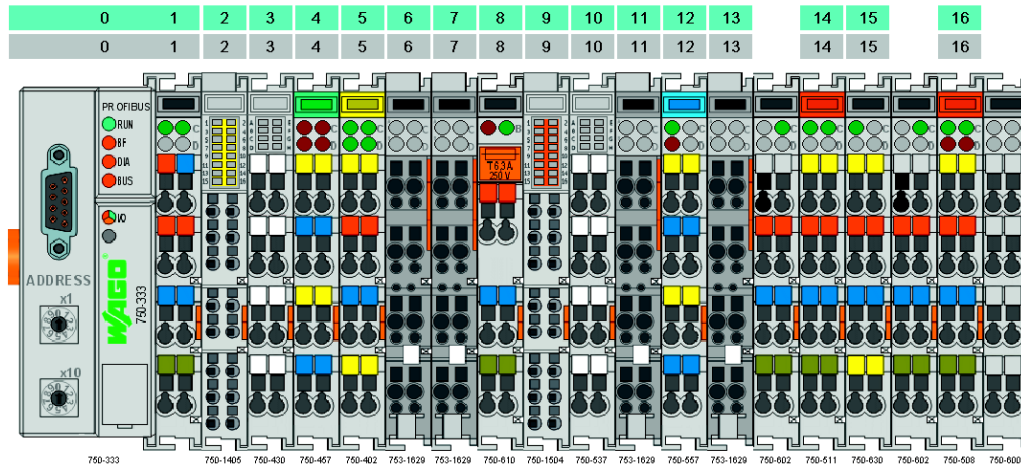 0 1 2 3 4 5 6 7 8 9 10 11 12 13 14 15 16
0 1 2 3 4 5 6 7 8 9 10 11 12 13 14 15 16
PROFIBUS
RUN
BF
DIA
BUS
I/O
ADDRESS
x1
x10
WAGO
750-333
T 6,3 A
250 V
750-333 750-1405 750-430 750-457 750-402 753-1629 753-1629 750-610 750-1504 750-537 753-1629 750-557 753-1629 750-602 750-511 750-630 750-602 750-508 750-600